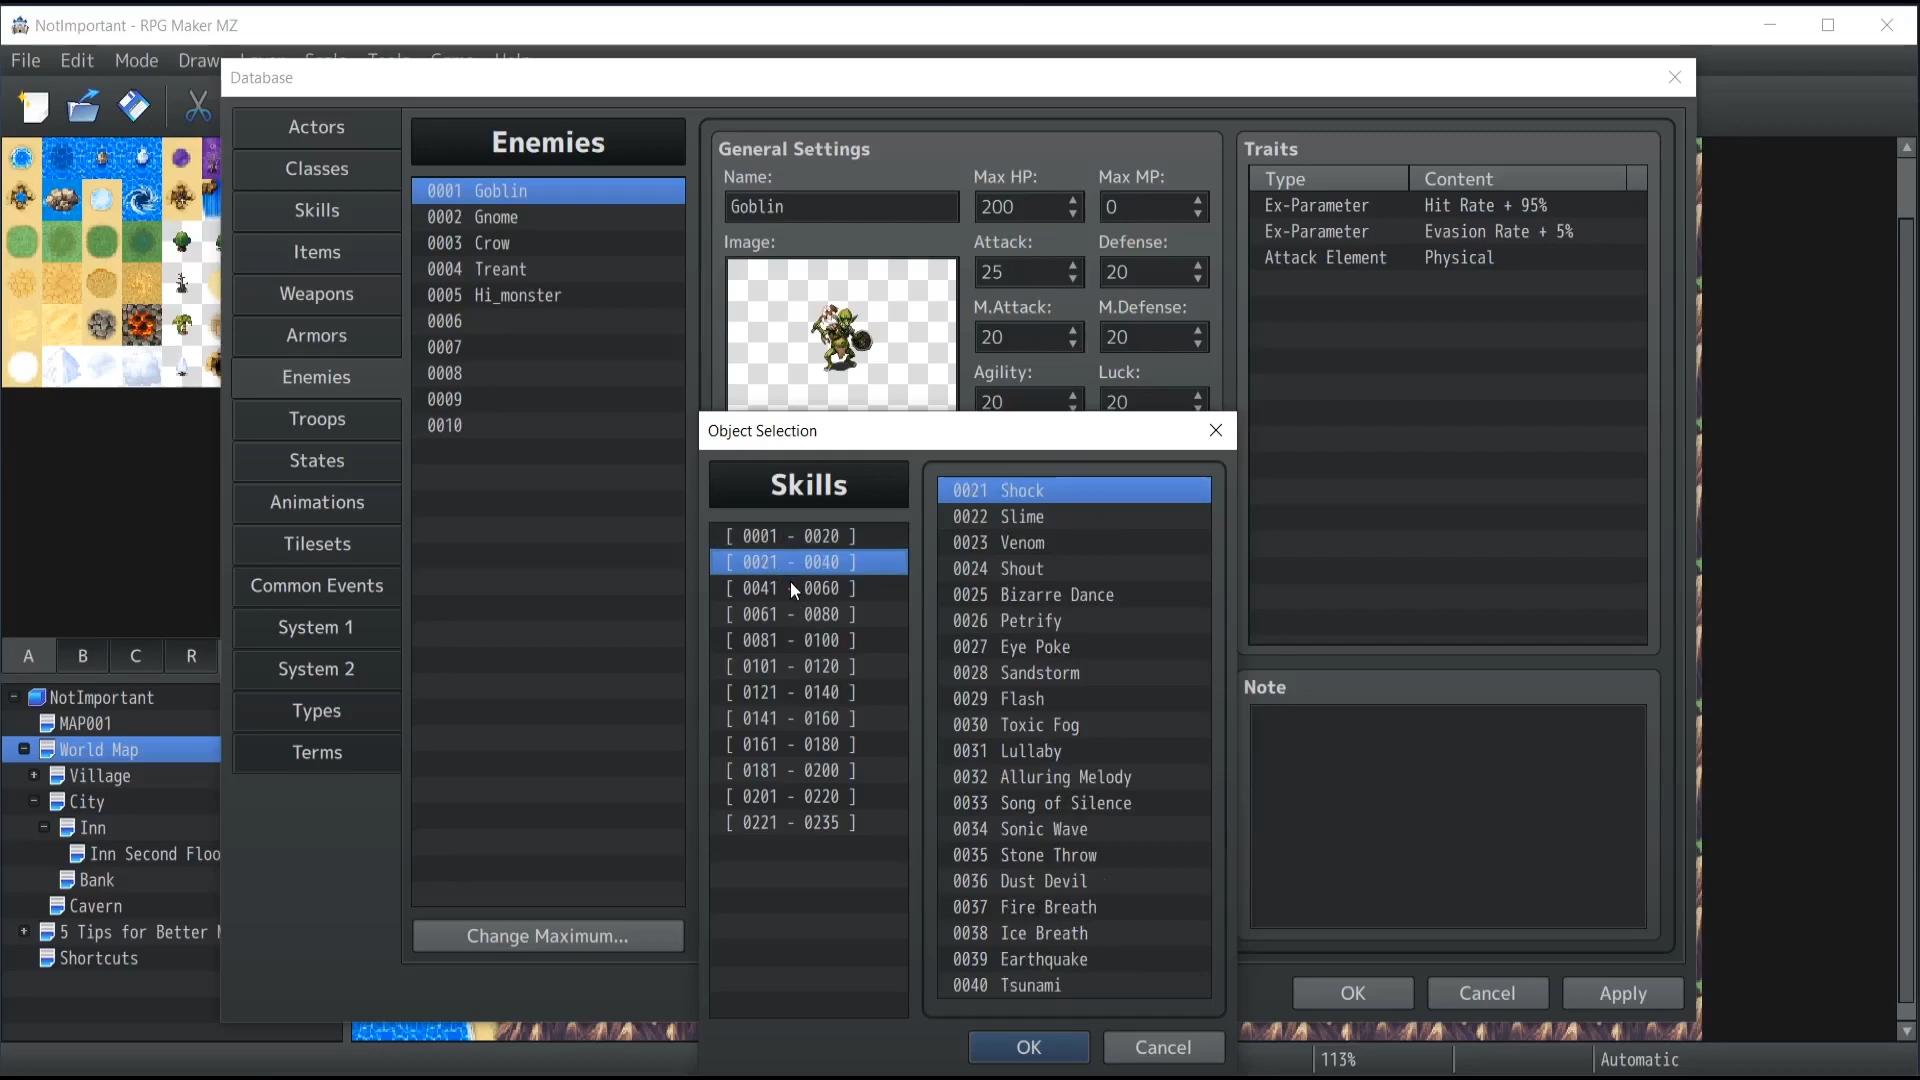 NotImportant - RPG Maker MZ
File Edit Mode Draw
Database
Actors
Classes
Skills
Items
Weapons
Armors
Enemies
Troops
States
Animations
Tilesets
Common Events
System 1
System 2
Types
Terms
Enemies
0001 Goblin
0002 Gnome
0003 Crow
0004 Treant
0005 Hi_monster
0006
0007
0008
0009
0010
Change Maximum...
General Settings
Name:
Goblin
Image:
Max HP: Max MP:
200 0
Attack: Defense:
25 20
M.Attack: M.Defense:
20 20
Agility: Luck:
20 20
Traits
Type Content
Ex-Parameter Hit Rate + 95%
Ex-Parameter Evasion Rate + 5%
Attack Element Physical
Note
OK Cancel Apply
Object Selection
Skills
[ 0001 - 0020 ]
[ 0021 - 0040 ]
[ 0041 - 0060 ]
[ 0061 - 0080 ]
[ 0081 - 0100 ]
[ 0101 - 0120 ]
[ 0121 - 0140 ]
[ 0141 - 0160 ]
[ 0161 - 0180 ]
[ 0181 - 0200 ]
[ 0201 - 0220 ]
[ 0221 - 0235 ]
0021 Shock
0022 Slime
0023 Venom
0024 Shout
0025 Bizarre Dance
0026 Petrify
0027 Eye Poke
0028 Sandstorm
0029 Flash
0030 Toxic Fog
0031 Lullaby
0032 Alluring Melody
0033 Song of Silence
0034 Sonic Wave
0035 Stone Throw
0036 Dust Devil
0037 Fire Breath
0038 Ice Breath
0039 Earthquake
0040 Tsunami
OK Cancel
A B C R
NotImportant
MAP001
World Map
Village
City
Inn
Inn Second Floo
Bank
Cavern
5 Tips for Better
Shortcuts
113% Automatic